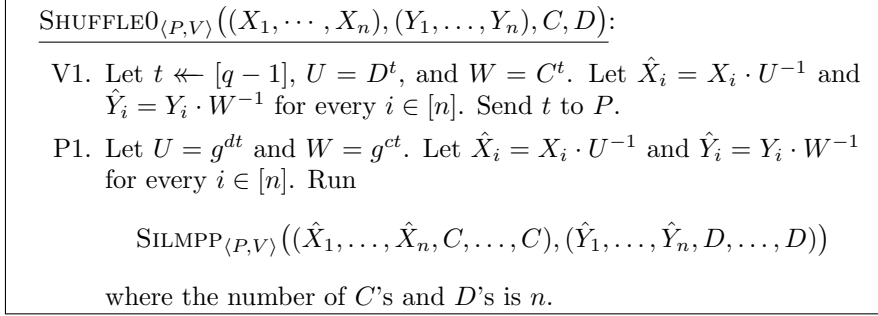 SHUFFLE0⟨P,V⟩((X₁, ⋯ , Xₙ), (Y₁, . . . , Yₙ), C, D):
V1. Let t ↞ [q − 1], U = Dᵗ, and W = Cᵗ. Let X̂ᵢ = Xᵢ · U⁻¹ and
Ŷᵢ = Yᵢ · W⁻¹ for every i ∈ [n]. Send t to P.
P1. Let U = gᵈᵗ and W = gᶜᵗ. Let X̂ᵢ = Xᵢ · U⁻¹ and Ŷᵢ = Yᵢ · W⁻¹
for every i ∈ [n]. Run
SILMPP⟨P,V⟩((X̂₁, . . . , X̂ₙ, C, . . . , C), (Ŷ₁, . . . , Ŷₙ, D, . . . , D))
where the number of C's and D's is n.